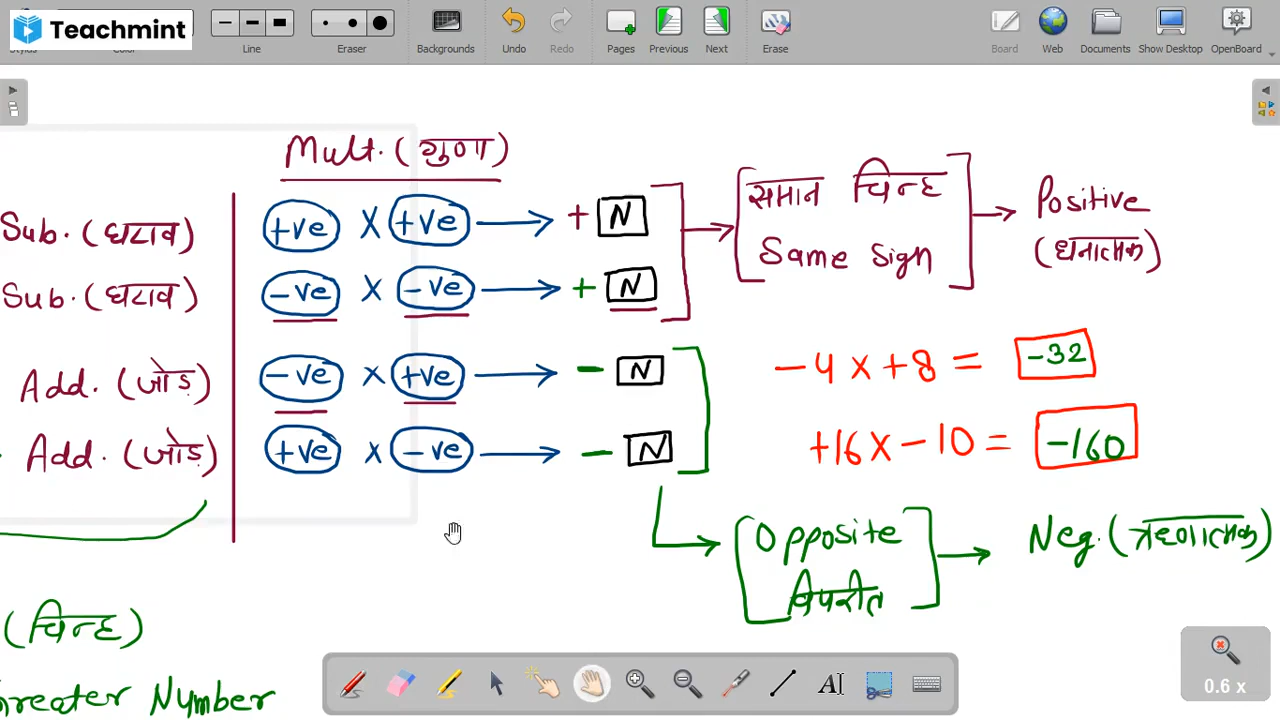 Teachmint
Line
Eraser
Backgrounds
Undo
Redo
Pages
Previous
Next
Erase
Board
Web
Documents
Show Desktop
OpenBoard
Mult. (गुणा)
Sub. (घटाव) +ve X +ve → + N
Sub. (घटाव) -ve X -ve → + N
Add. (जोड़) -ve X +ve → - N
Add. (जोड़) +ve X -ve → - N
समान चिन्ह
Same Sign
Positive
(धनात्मक)
-4 X +8 = -32
+16 X -10 = -160
Opposite
विपरीत
Neg. (ऋणात्मक)
(चिन्ह)
Greater Number
0.6 x